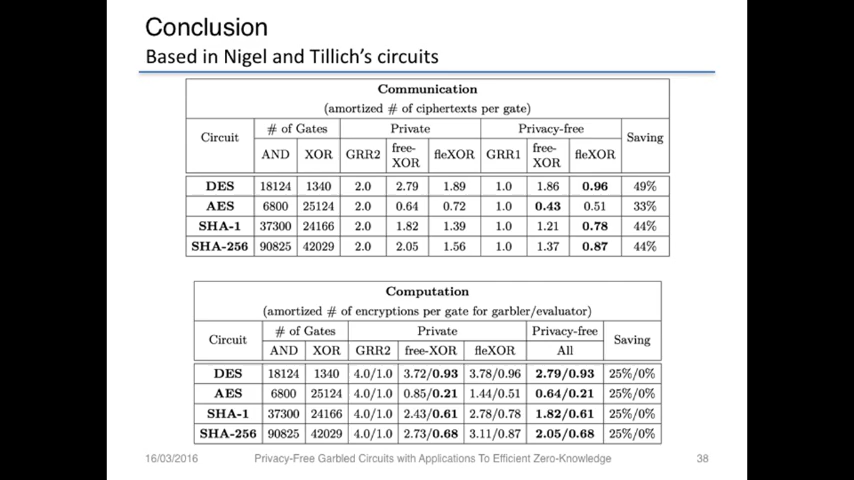 Conclusion
Based in Nigel and Tillich's circuits
Communication
(amortized # of ciphertexts per gate)
Circuit # of Gates Private Privacy-free Saving
AND XOR GRR2 free-XOR fleXOR GRR1 free-XOR fleXOR
DES 18124 1340 2.0 2.79 1.89 1.0 1.86 0.96 49%
AES 6800 25124 2.0 0.64 0.72 1.0 0.43 0.51 33%
SHA-1 37300 24166 2.0 1.82 1.39 1.0 1.21 0.78 44%
SHA-256 90825 42029 2.0 2.05 1.56 1.0 1.37 0.87 44%
Computation
(amortized # of encryptions per gate for garbler/evaluator)
Circuit # of Gates Private Privacy-free Saving
AND XOR GRR2 free-XOR fleXOR All
DES 18124 1340 4.0/1.0 3.72/0.93 3.78/0.96 2.79/0.93 25%/0%
AES 6800 25124 4.0/1.0 0.85/0.21 1.44/0.51 0.64/0.21 25%/0%
SHA-1 37300 24166 4.0/1.0 2.43/0.61 2.78/0.78 1.82/0.61 25%/0%
SHA-256 90825 42029 4.0/1.0 2.73/0.68 3.11/0.87 2.05/0.68 25%/0%
16/03/2016 Privacy-Free Garbled Circuits with Applications To Efficient Zero-Knowledge 38